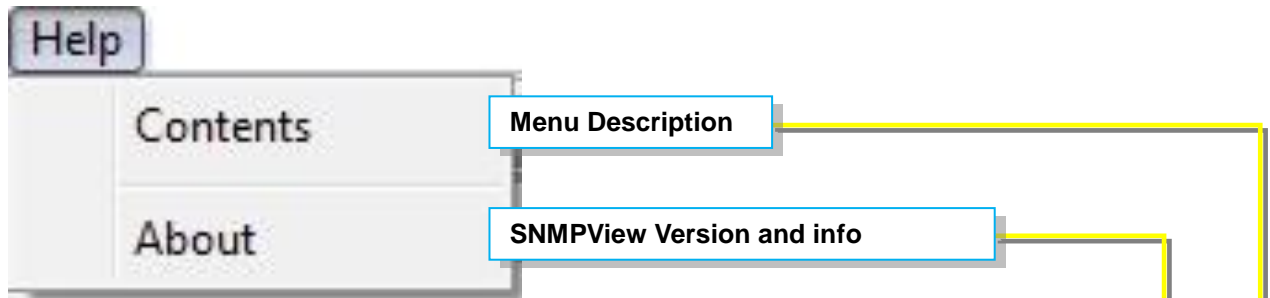 Help
Contents
Menu Description
About
SNMPView Version and info